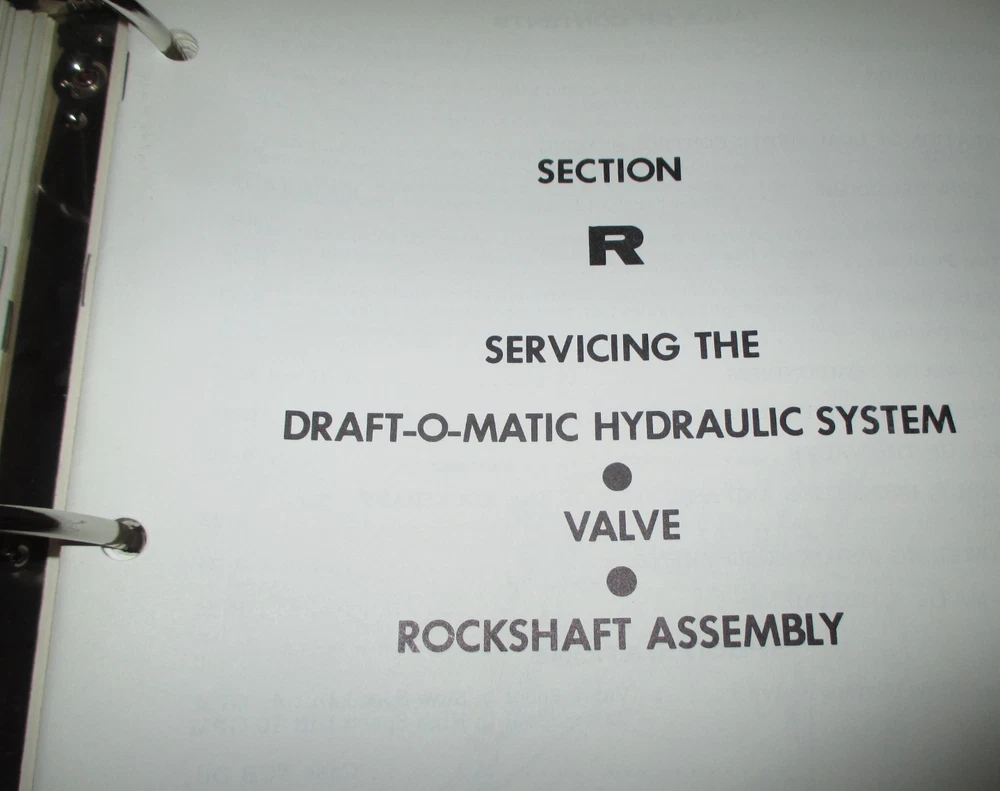 SECTION
R
SERVICING THE
DRAFT-O-MATIC HYDRAULIC SYSTEM
VALVE
ROCKSHAFT ASSEMBLY